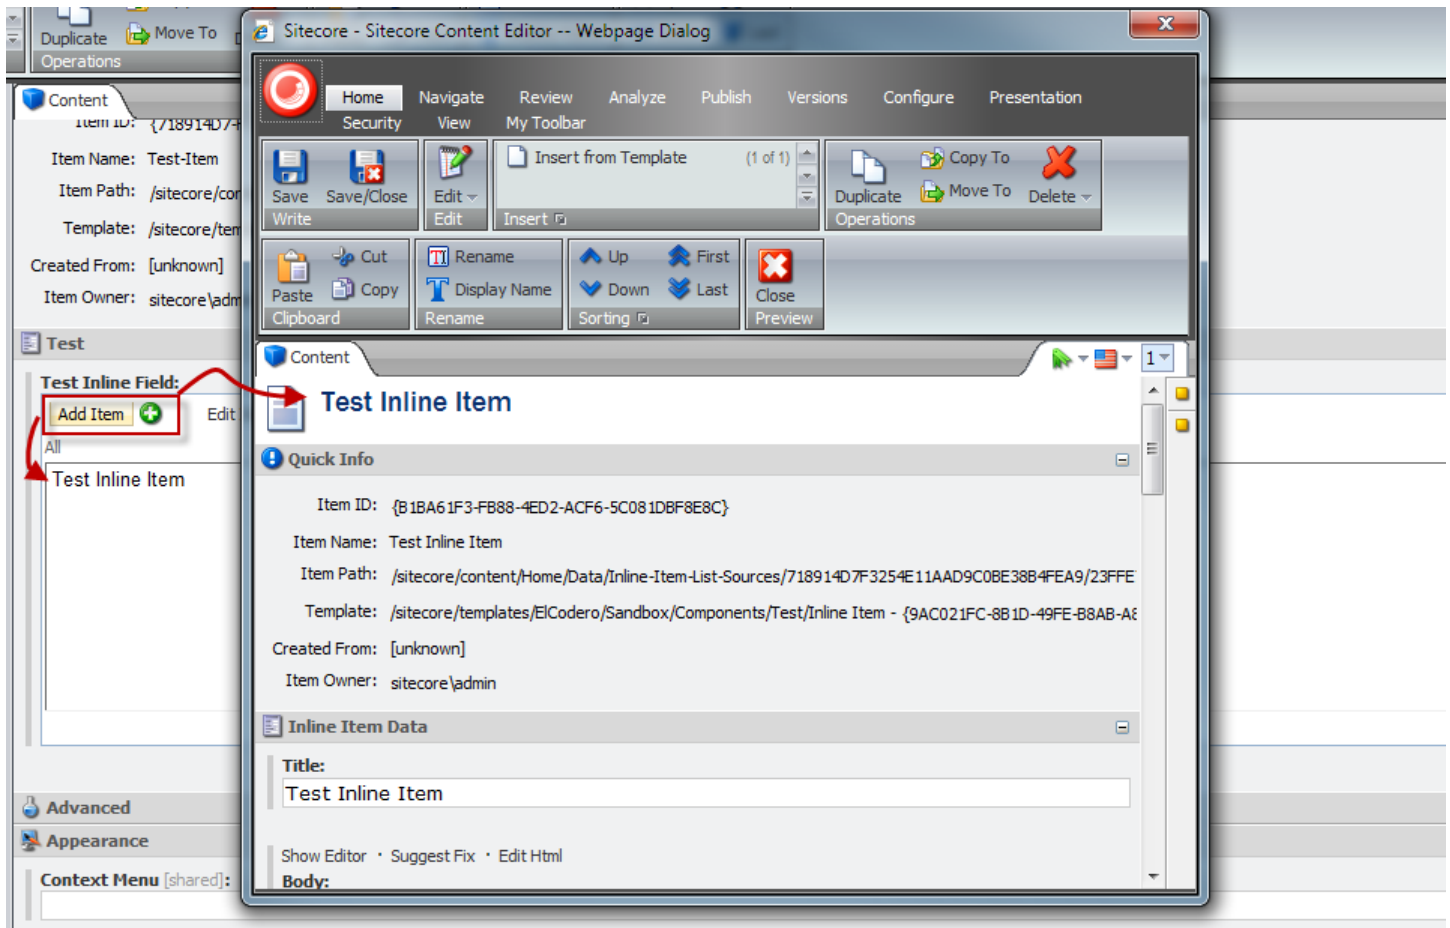 Duplicate
Move To
Operations
Content
Item ID: {718914D7-
Item Name: Test-Item
Item Path: /sitecore/con
Template: /sitecore/tem
Created From: [unknown]
Item Owner: sitecore\adm
Test
Test Inline Field:
Add Item
Edit
All
Test Inline Item
Advanced
Appearance
Context Menu [shared]:
Sitecore - Sitecore Content Editor -- Webpage Dialog
Home Navigate Review Analyze Publish Versions Configure Presentation
Security View My Toolbar
Insert from Template (1 of 1)
Copy To
Save Save/Close Edit Duplicate Move To Delete
Write Edit Insert Operations
Cut Rename Up First
Paste Copy Display Name Down Last Close
Clipboard Rename Sorting Preview
Content
1
Test Inline Item
Quick Info
Item ID: {B1BA61F3-FB88-4ED2-ACF6-5C081DBF8E8C}
Item Name: Test Inline Item
Item Path: /sitecore/content/Home/Data/Inline-Item-List-Sources/718914D7F3254E11AAD9C0BE38B4FEA9/23FFE
Template: /sitecore/templates/ElCodero/Sandbox/Components/Test/Inline Item - {9AC021FC-8B1D-49FE-B8AB-A8
Created From: [unknown]
Item Owner: sitecore\admin
Inline Item Data
Title:
Test Inline Item
Show Editor · Suggest Fix · Edit Html
Body: